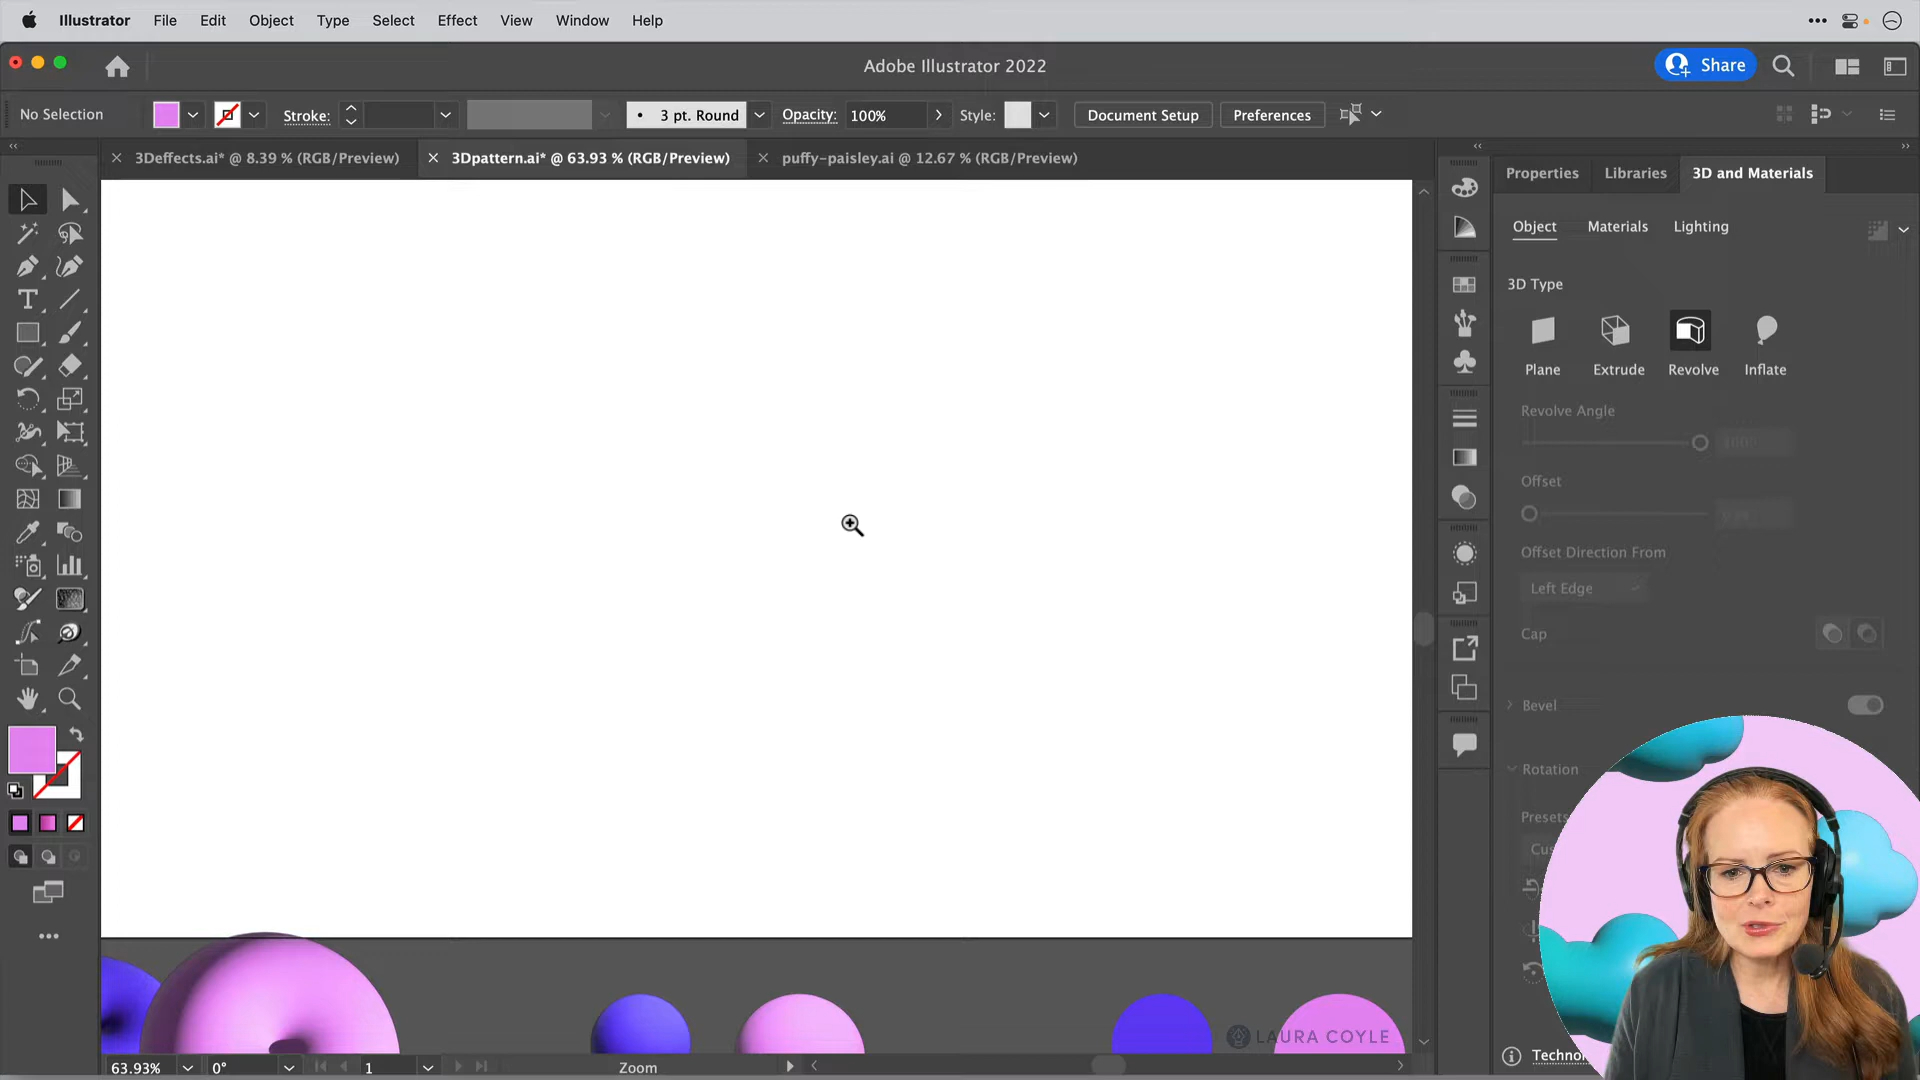 Illustrator File Edit Object Type Select Effect View Window Help
Adobe Illustrator 2022
Share
No Selection
Stroke:
3 pt. Round
Opacity: 100%
Style:
Document Setup
Preferences
3Deffects.ai* @ 8.39 % (RGB/Preview)
3Dpattern.ai* @ 63.93 % (RGB/Preview)
puffy-paisley.ai @ 12.67 % (RGB/Preview)
Properties Libraries 3D and Materials
Object Materials Lighting
3D Type
Plane Extrude Revolve Inflate
Revolve Angle
Offset
Offset Direction From
Left Edge
Cap
Bevel
Rotation
Presets
LAURA COYLE
63.93% 0° 1 Zoom